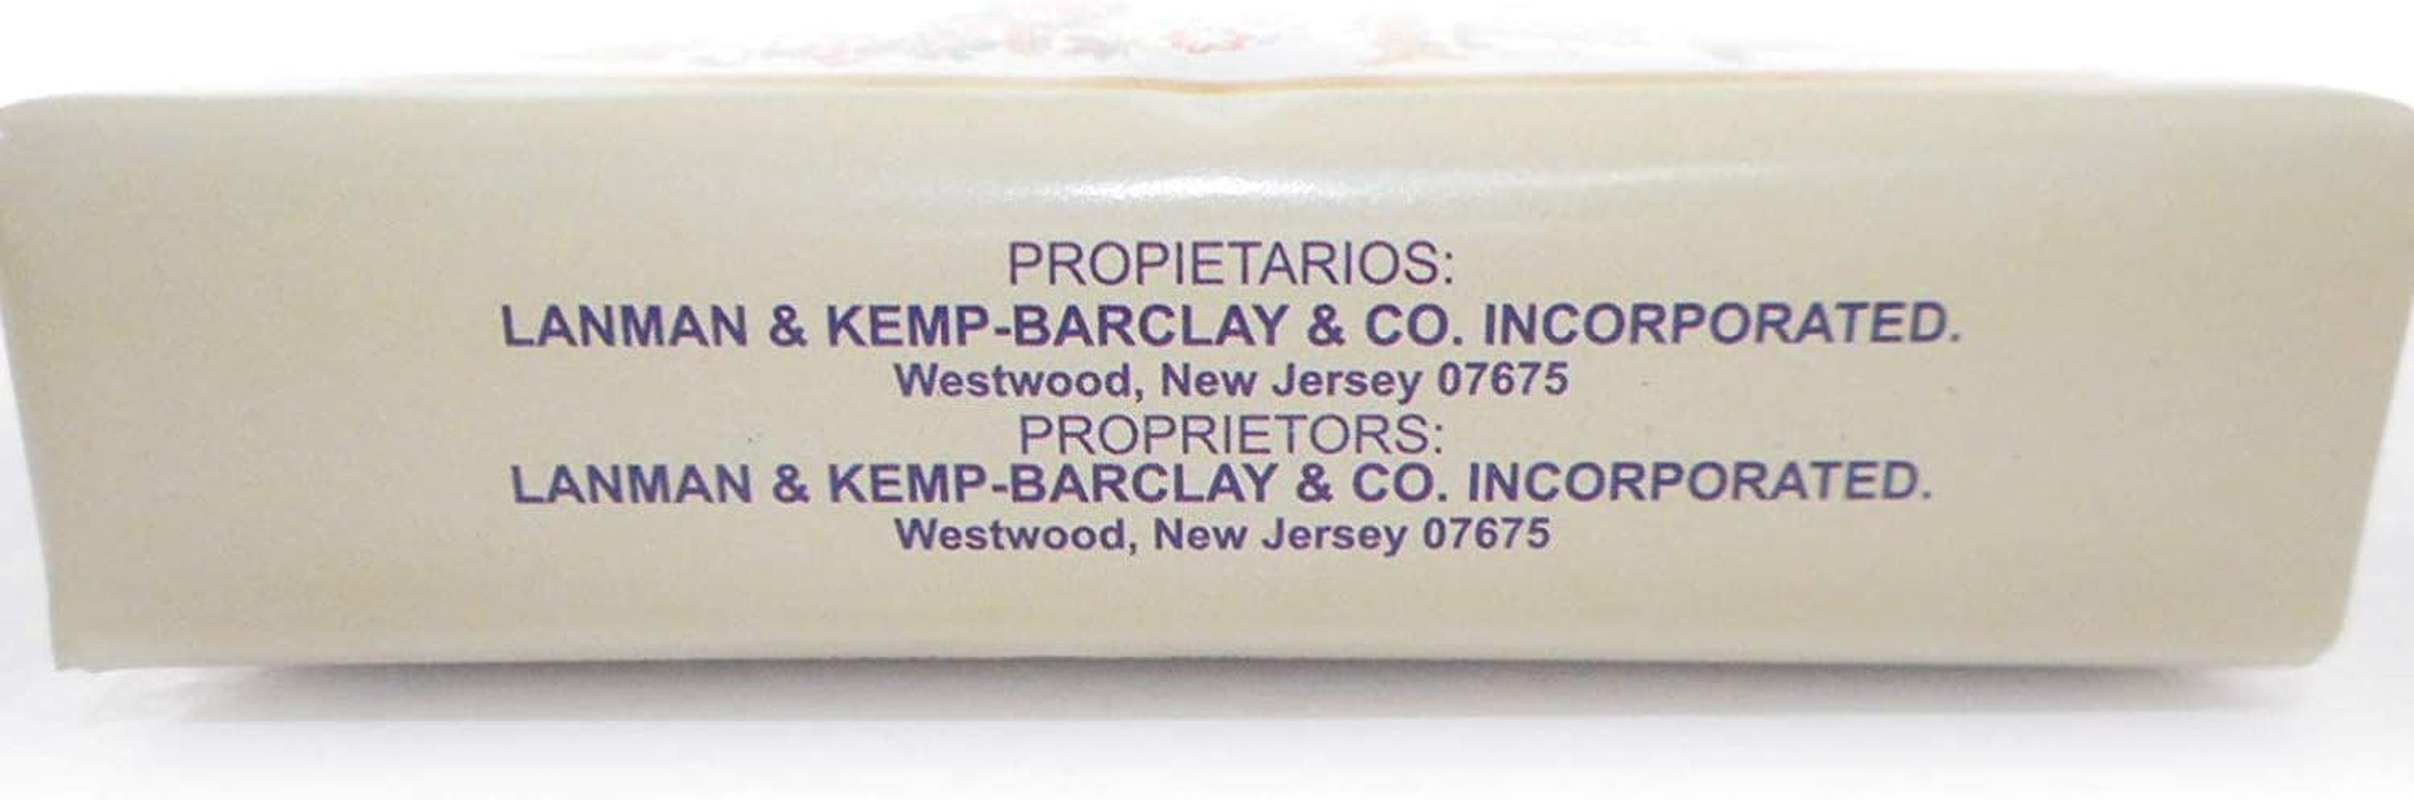 PROPIETARIOS:
LANMAN & KEMP-BARCLAY & CO. INCORPORATED.
Westwood, New Jersey 07675
PROPRIETORS:
LANMAN & KEMP-BARCLAY & CO. INCORPORATED.
Westwood, New Jersey 07675